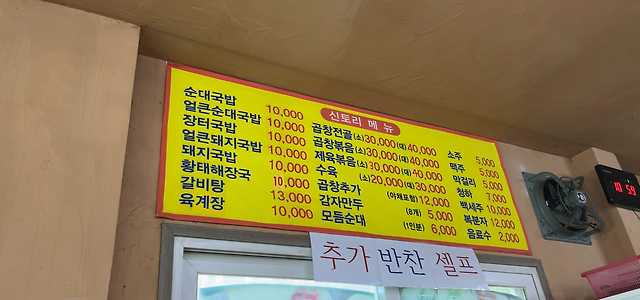 신토리 메뉴
순대국밥 10,000
얼큰순대국밥 10,000
장터국밥 10,000
얼큰돼지국밥 10,000
돼지국밥 10,000
황태해장국 10,000
갈비탕 13,000
육계장 10,000
곱창전골 (소)30,000 (대)40,000
곱창볶음 (소)30,000 (대)40,000
제육볶음 (소)30,000 (대)40,000
수육 (소)20,000 (대)30,000
곱창추가 (야채포함) 12,000
감자만두 (8개) 5,000
모듬순대 (1인분) 6,000
소주 5,000
맥주 5,000
막걸리 5,000
청하 7,000
백세주 10,000
복분자 12,000
음료수 2,000
추가 반찬 셀프
10 59